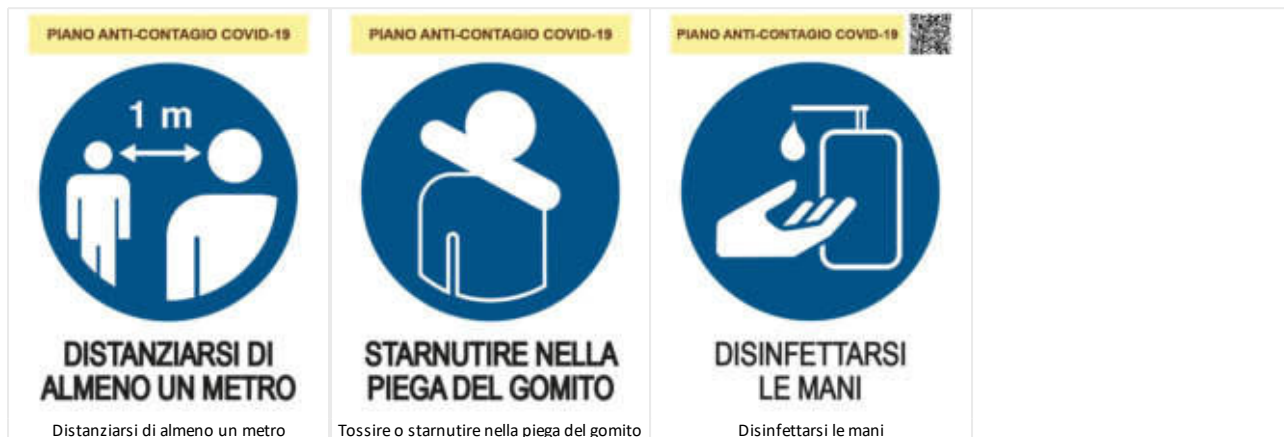 PIANO ANTI-CONTAGIO COVID-19
1 m
DISTANZIARSI DI
ALMENO UN METRO
Distanziarsi di almeno un metro
PIANO ANTI-CONTAGIO COVID-19
STARNUTIRE NELLA
PIEGA DEL GOMITO
Tossire o starnutire nella piega del gomito
PIANO ANTI-CONTAGIO COVID-19
DISINFETTARSI
LE MANI
Disinfettarsi le mani